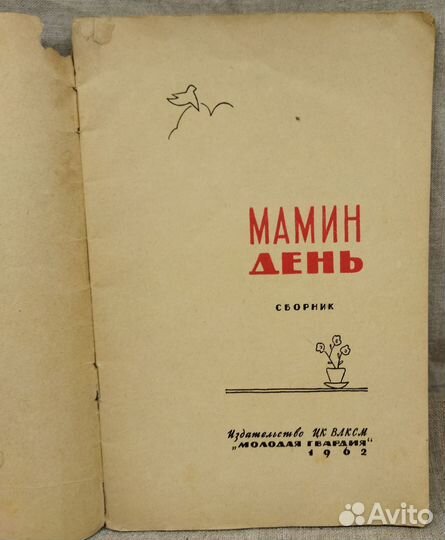 МАМИН
ДЕНЬ
СБОРНИК
Издательство ЦК ВЛКСМ
„МОЛОДАЯ ГВАРДИЯ“
1962
Avito